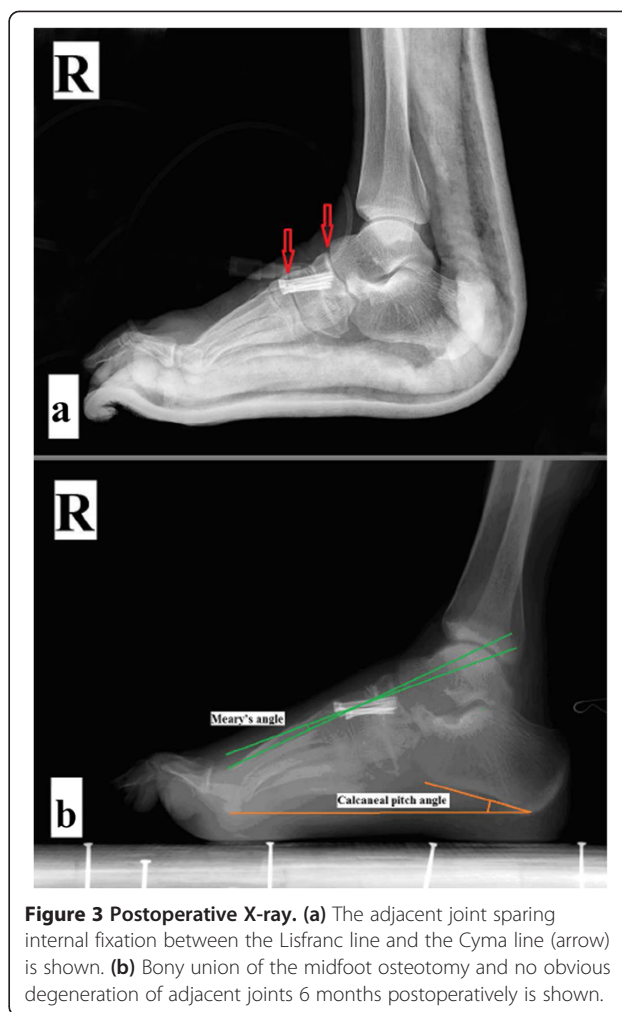 R
a
R
Meary's angle
Calcaneal pitch angle
b
Figure 3 Postoperative X-ray. (a) The adjacent joint sparing
internal fixation between the Lisfranc line and the Cyma line (arrow)
is shown. (b) Bony union of the midfoot osteotomy and no obvious
degeneration of adjacent joints 6 months postoperatively is shown.